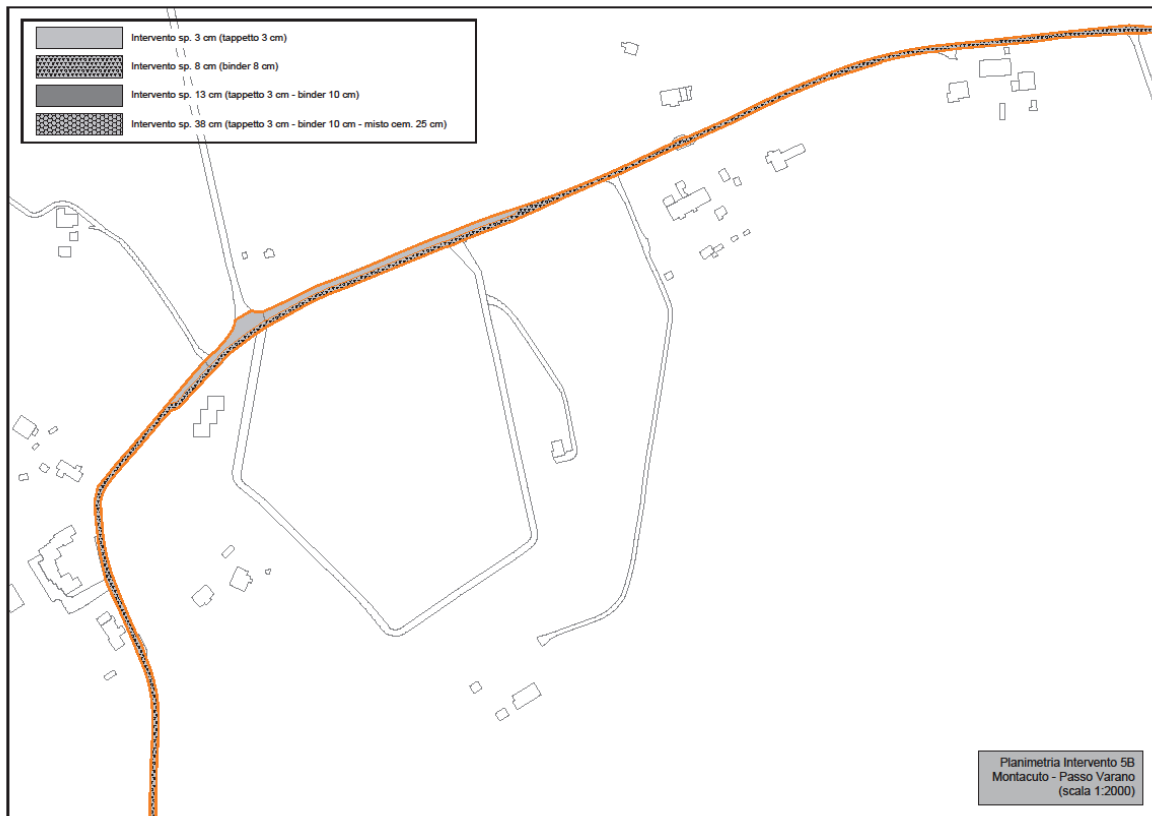 Intervento sp. 3 cm (tappetto 3 cm)
Intervento sp. 8 cm (binder 8 cm)
Intervento sp. 13 cm (tappetto 3 cm - binder 10 cm)
Intervento sp. 38 cm (tappetto 3 cm - binder 10 cm - misto cem. 25 cm)
Planimetria Intervento 5B
Montacuto - Passo Varano
(scala 1:2000)